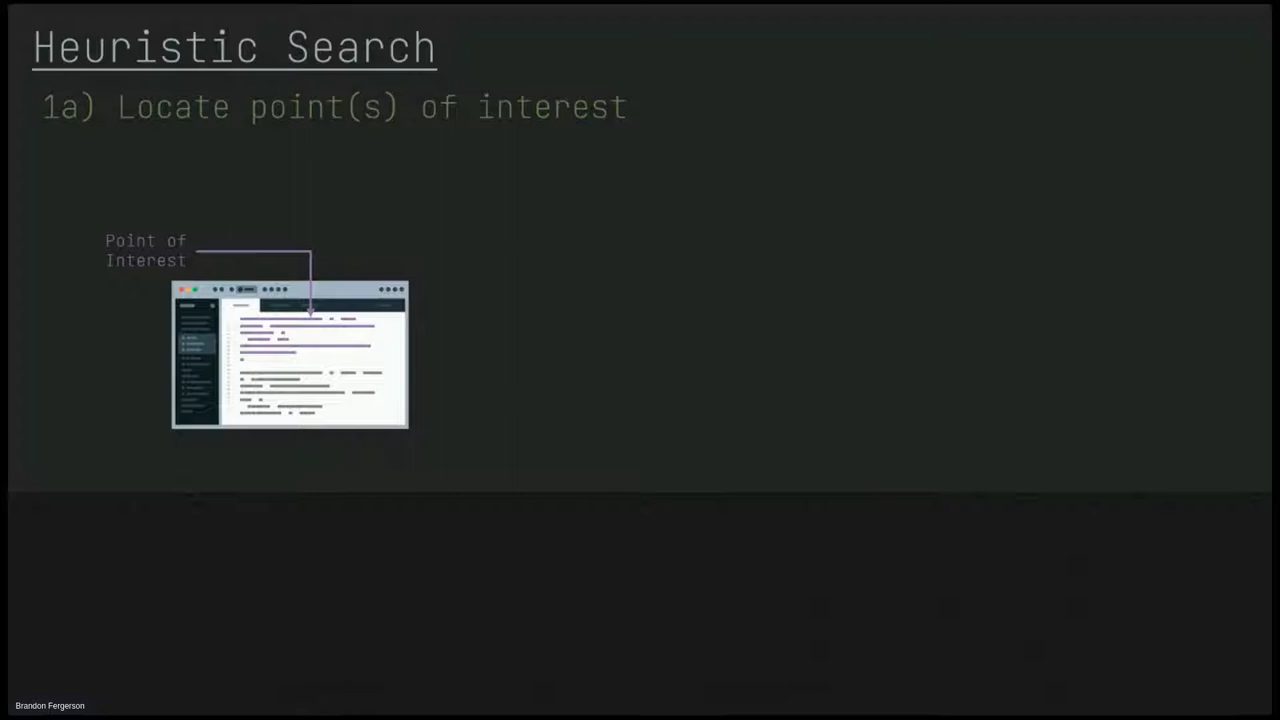 Heuristic Search
1a) Locate point(s) of interest
Point of
Interest
Brandon Fergerson